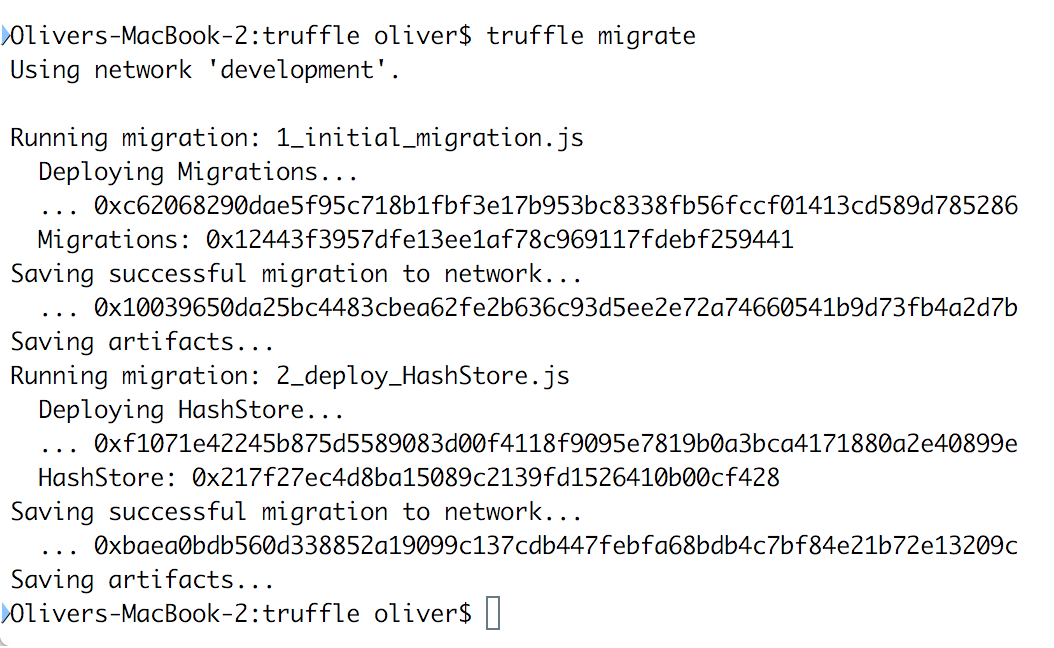 Olivers-MacBook-2:truffle oliver$ truffle migrate
Using network 'development'.
Running migration: 1_initial_migration.js
Deploying Migrations...
... 0xc62068290dae5f95c718b1fbf3e17b953bc8338fb56fccf01413cd589d785286
Migrations: 0x12443f3957dfe13ee1af78c969117fdebf259441
Saving successful migration to network...
... 0x10039650da25bc4483cbea62fe2b636c93d5ee2e72a74660541b9d73fb4a2d7b
Saving artifacts...
Running migration: 2_deploy_HashStore.js
Deploying HashStore...
... 0xf1071e42245b875d5589083d00f4118f9095e7819b0a3bca4171880a2e40899e
HashStore: 0x217f27ec4d8ba15089c2139fd1526410b00cf428
Saving successful migration to network...
... 0xbaea0bdb560d338852a19099c137cdb447febfa68bdb4c7bf84e21b72e13209c
Saving artifacts...
Olivers-MacBook-2:truffle oliver$